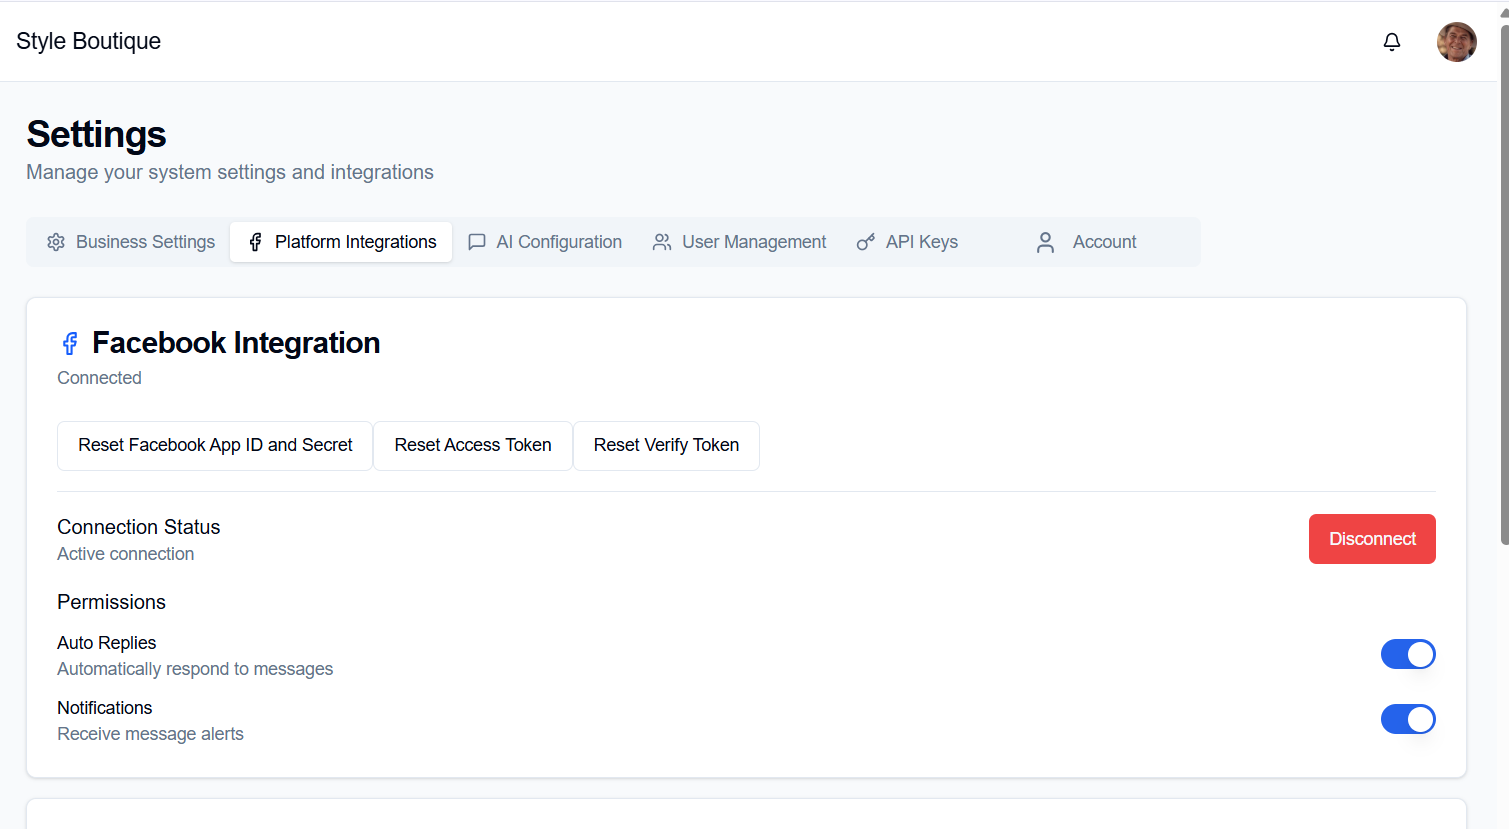 Style Boutique
Settings
Manage your system settings and integrations
Business Settings
Platform Integrations
AI Configuration
User Management
API Keys
Account
Facebook Integration
Connected
Reset Facebook App ID and Secret
Reset Access Token
Reset Verify Token
Connection Status
Active connection
Disconnect
Permissions
Auto Replies
Automatically respond to messages
Notifications
Receive message alerts